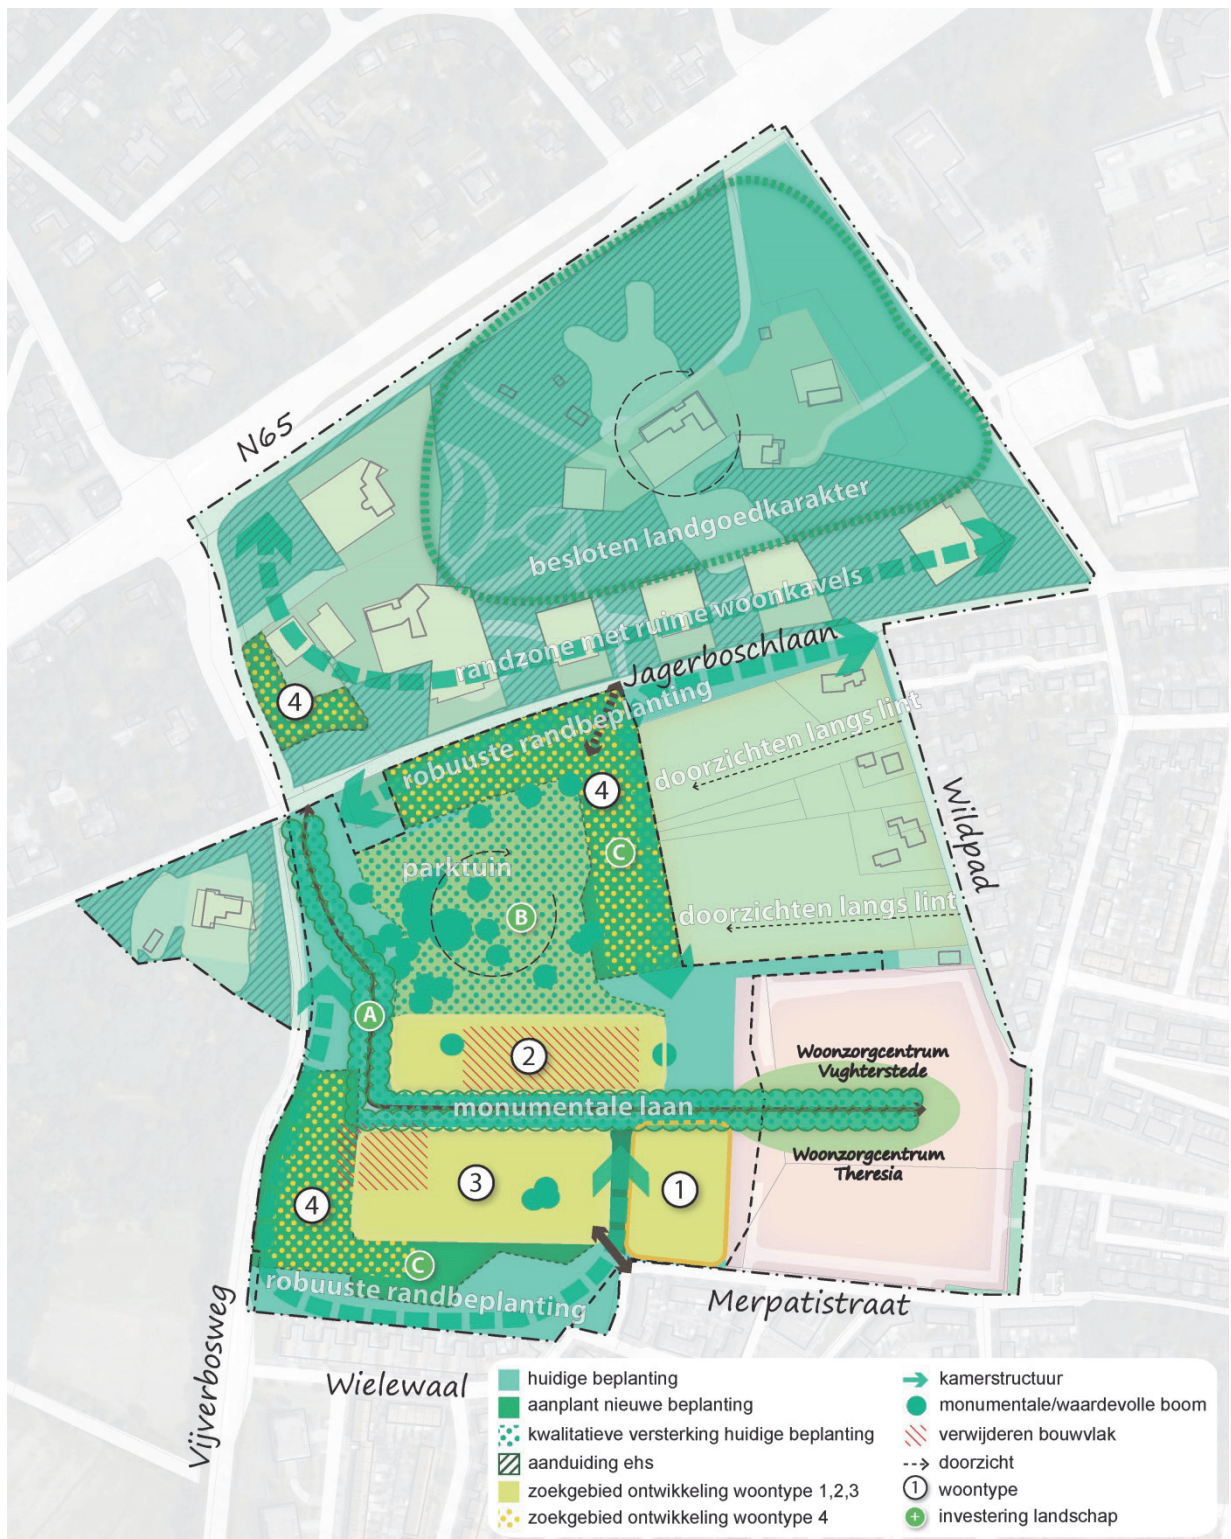 N65
besloten landgoedkarakter
randzone met ruime woonkavels
Jagerboschlaan
4
robuuste randbeplanting
doorzichten langs lint
4
Wildpad
C
parktuin
B
doorzichten langs lint
A
2
Woonzorgcentrum
Vughterstede
monumentale laan
Woonzorgcentrum
Theresia
3
1
4
C
robuuste randbeplanting
Merpatistraat
Vijverbosweg
Wielewaal
huidige beplanting
aanplant nieuwe beplanting
kwalitatieve versterking huidige beplanting
aanduiding ehs
zoekgebied ontwikkeling woontype 1,2,3
zoekgebied ontwikkeling woontype 4
kamerstructuur
monumentale/waardevolle boom
verwijderen bouwvlak
doorzicht
1 woontype
+ investering landschap